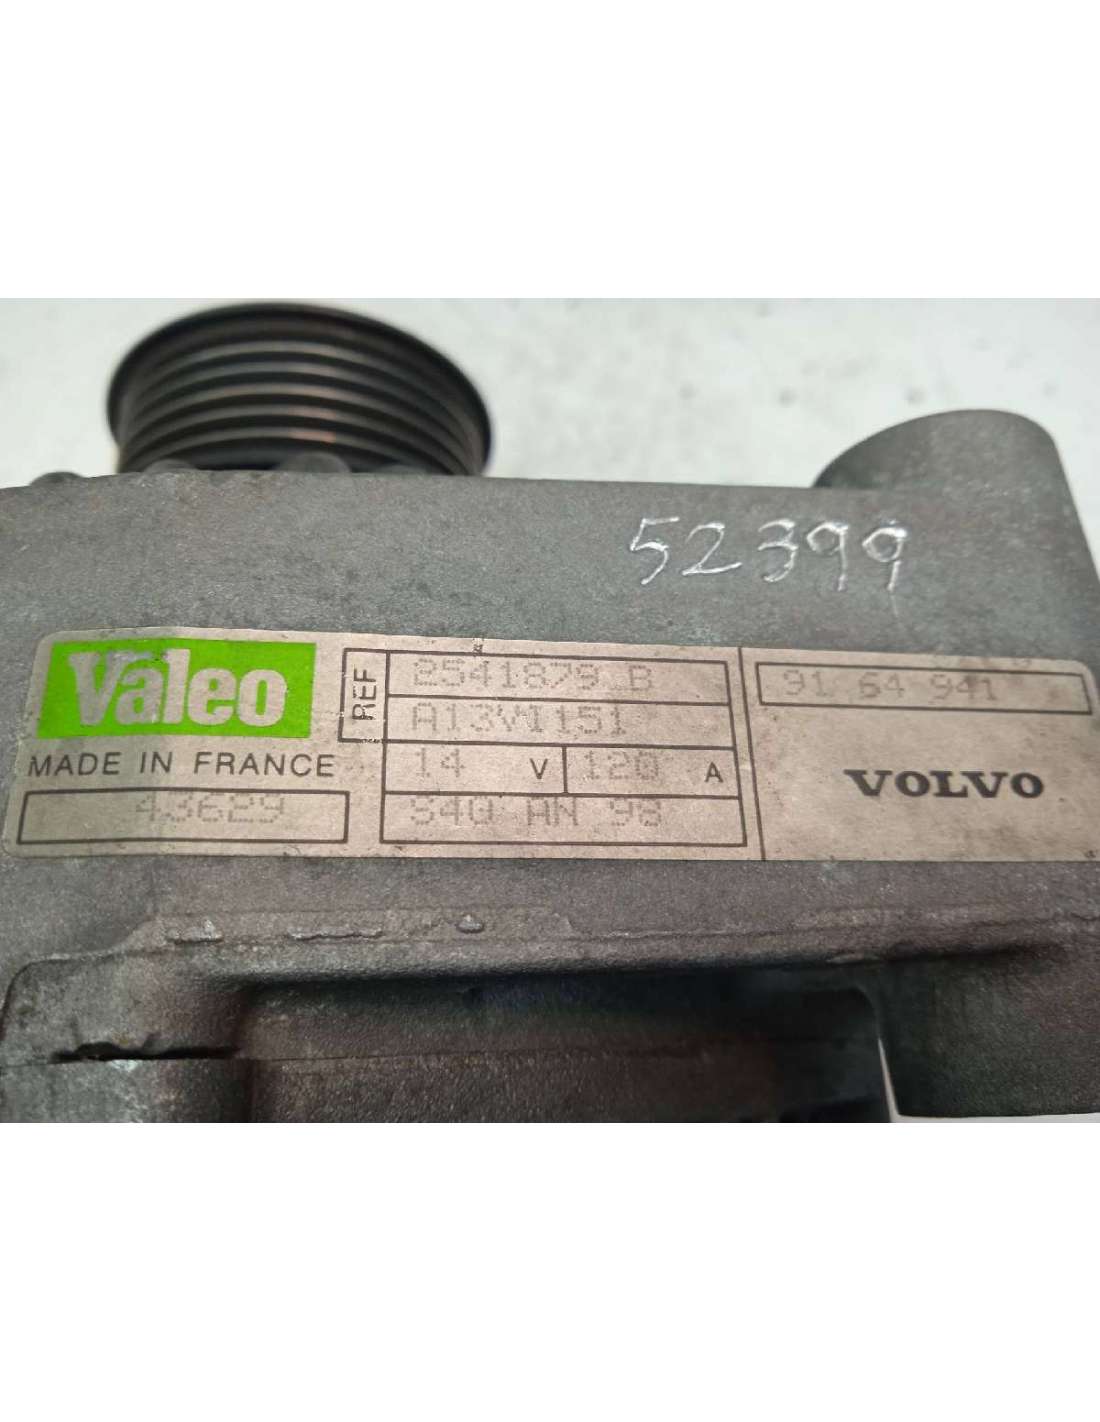 52399
Valeo
MADE IN FRANCE
43629
REF
2541879 B
A13VI151
14 V 120 A
S40 AN 98
91 64 941
VOLVO